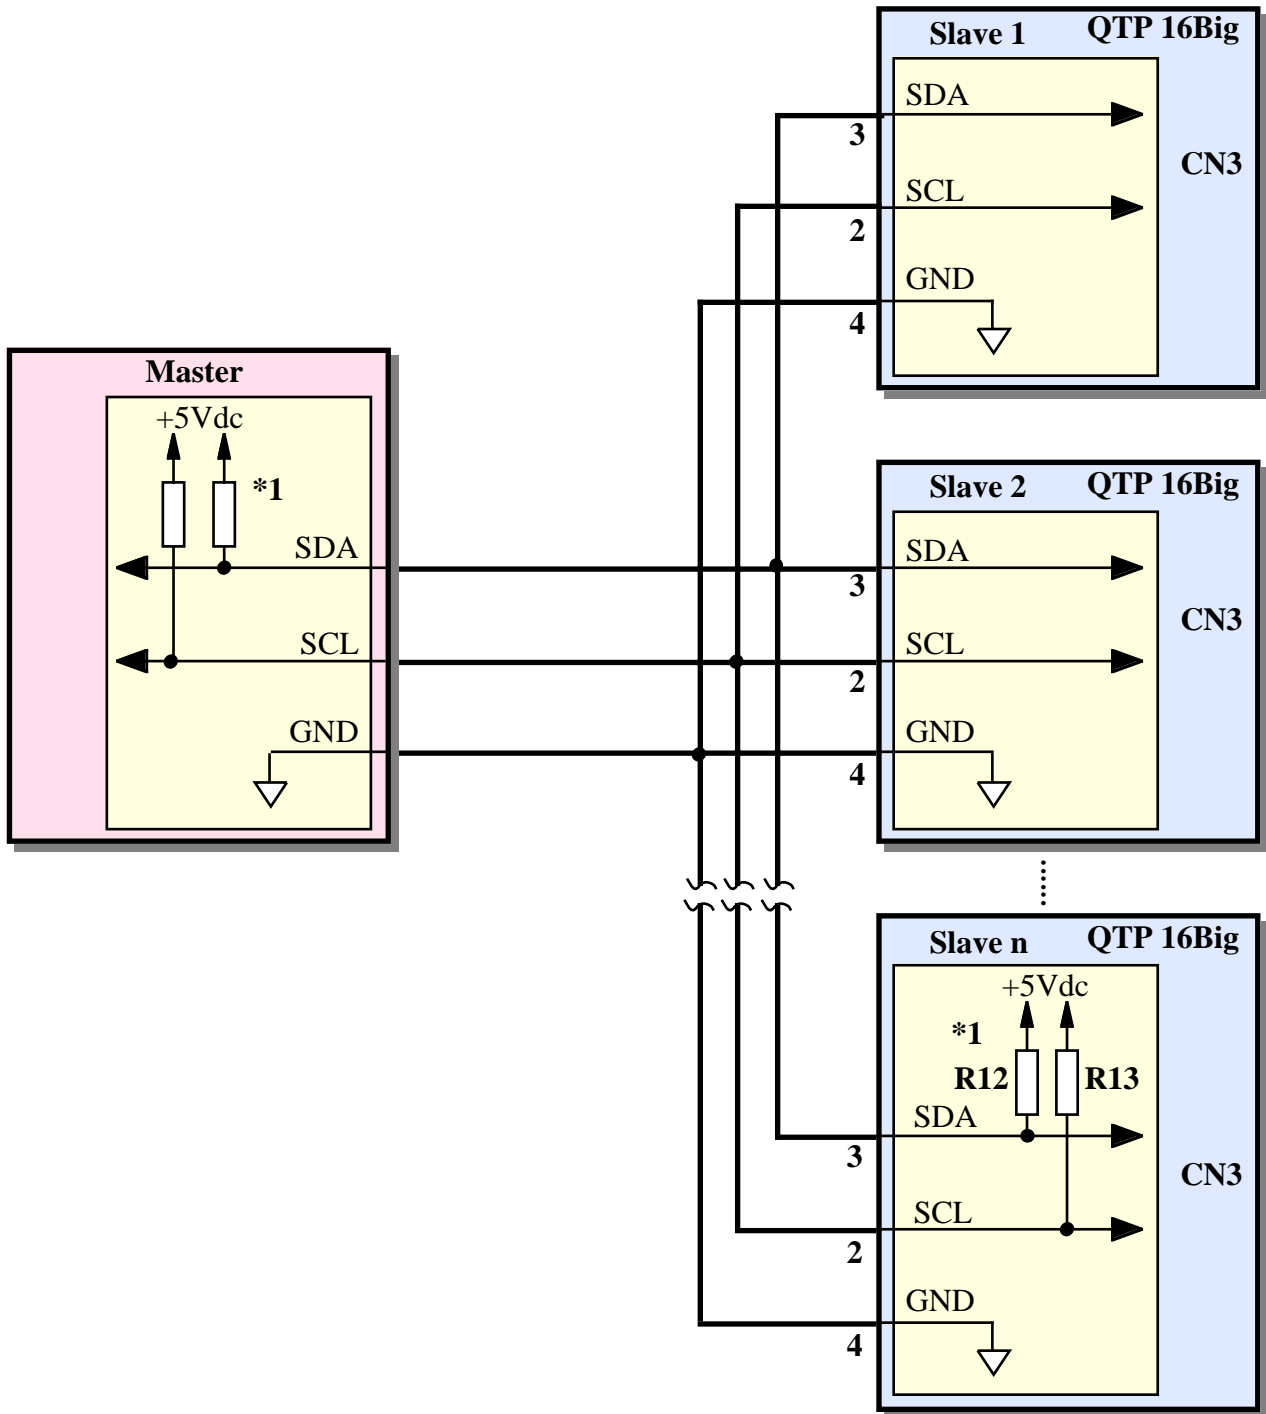 Slave 1 QTP 16Big
SDA
3
CN3
SCL
2
GND
4
Master
+5Vdc
*1
SDA
SCL
GND
Slave 2 QTP 16Big
SDA
3
CN3
SCL
2
GND
4
Slave n QTP 16Big
+5Vdc
*1
R12 R13
SDA
3
CN3
SCL
2
GND
4